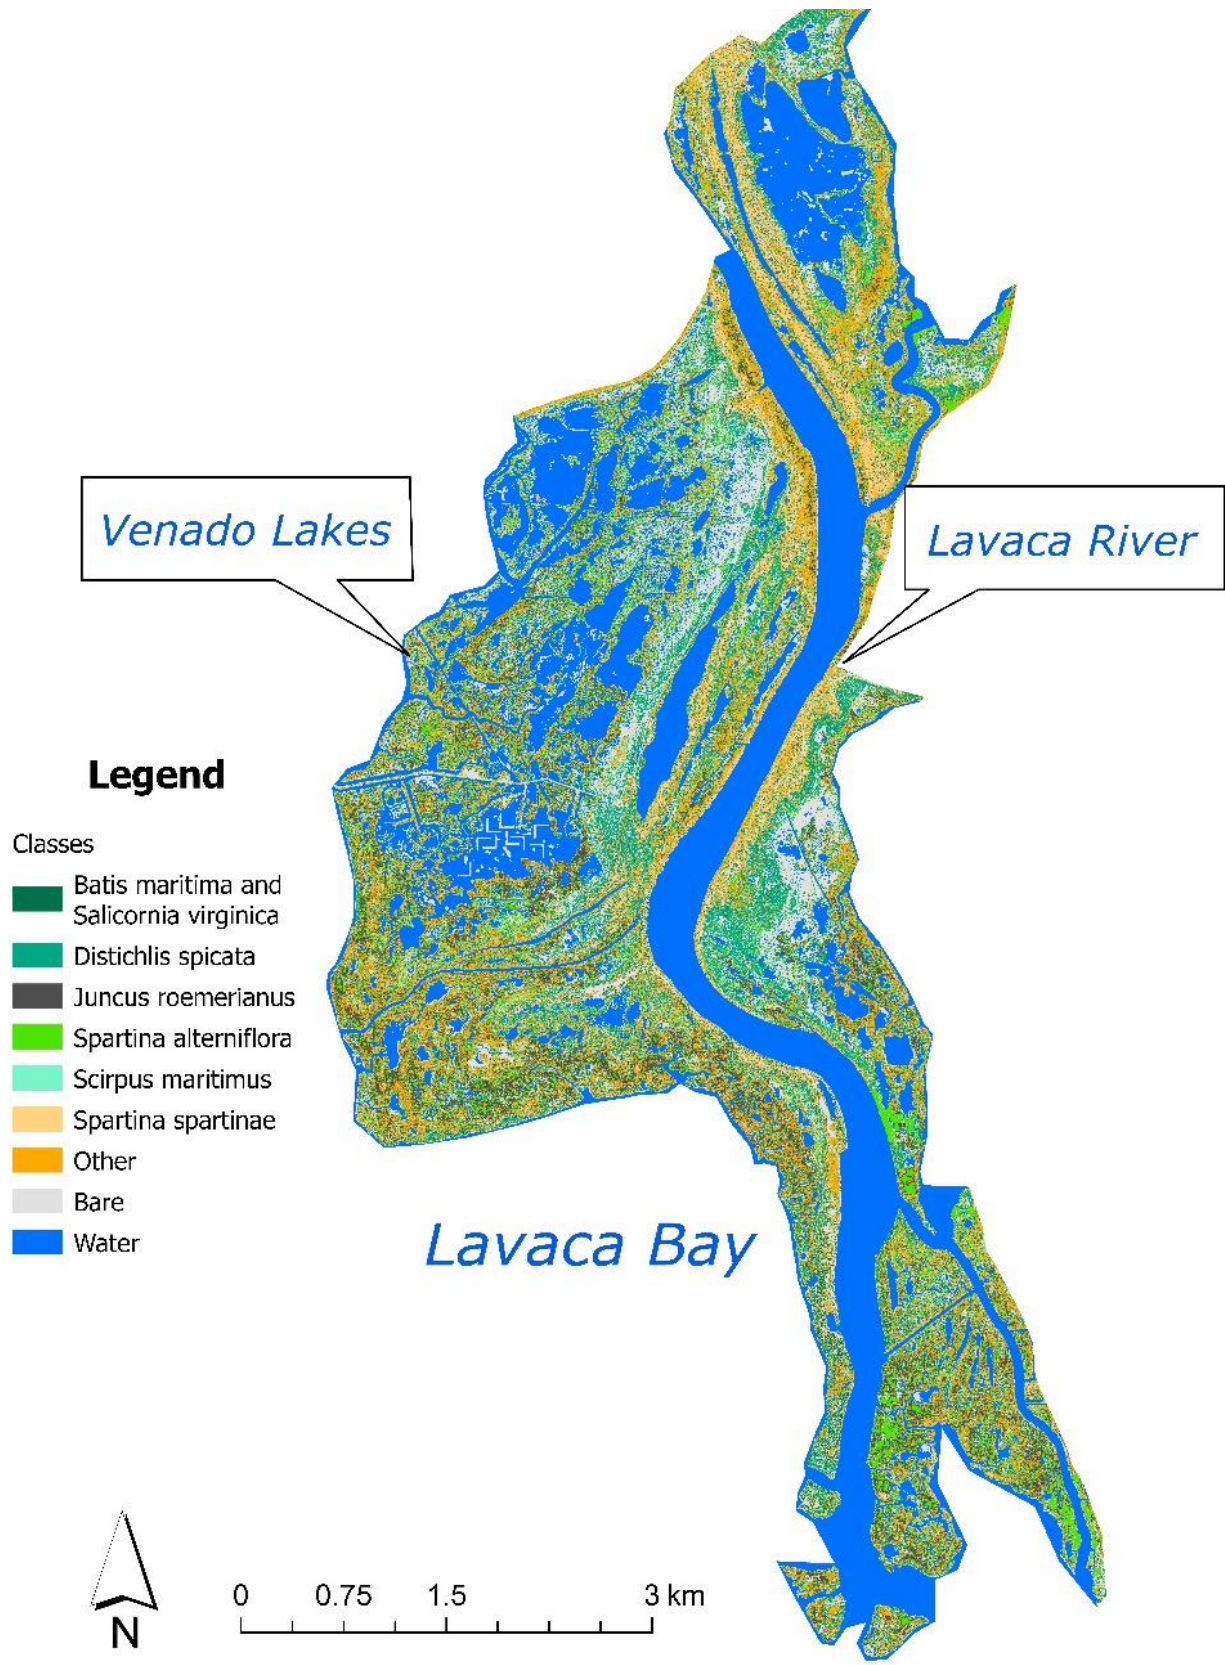 Venado Lakes
Lavaca River
Legend
Classes
Batis maritima and
Salicornia virginica
Distichlis spicata
Juncus roemerianus
Spartina alterniflora
Scirpus maritimus
Spartina spartinae
Other
Bare
Water
Lavaca Bay
0 0.75 1.5 3 km
N